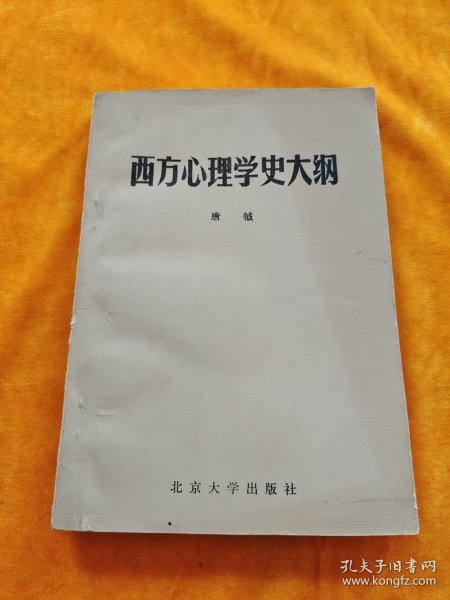 西方心理学史大纲
唐 钺
北京大学出版社
孔夫子旧书网
www.kongfz.com